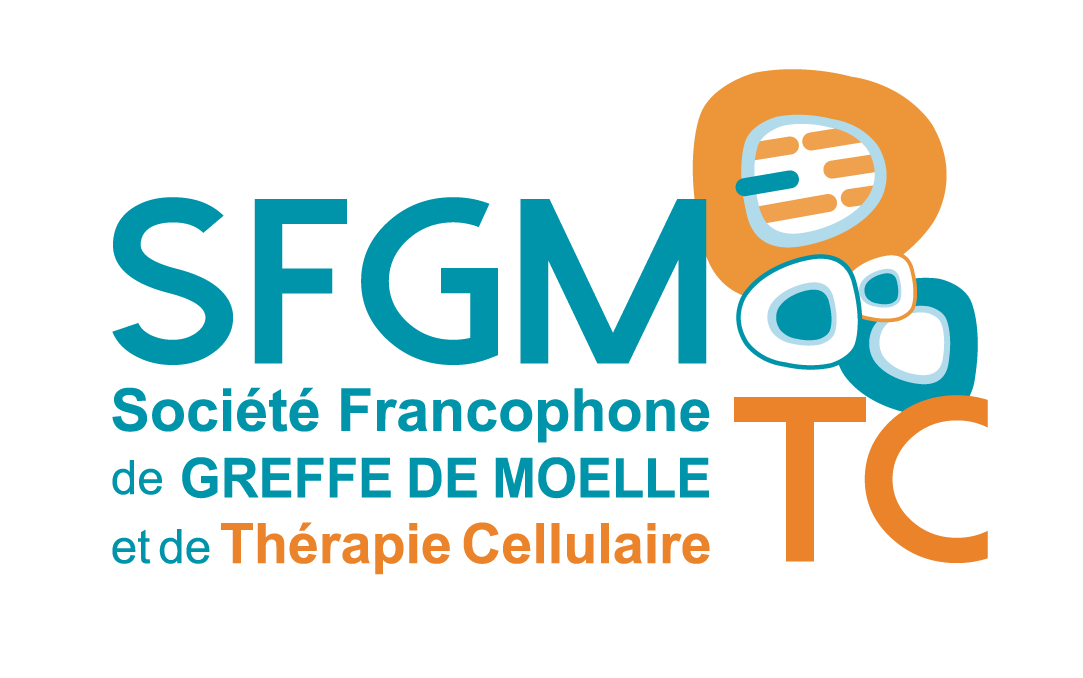 SFGM
TC
Société Francophone
de GREFFE DE MOELLE
et de Thérapie Cellulaire